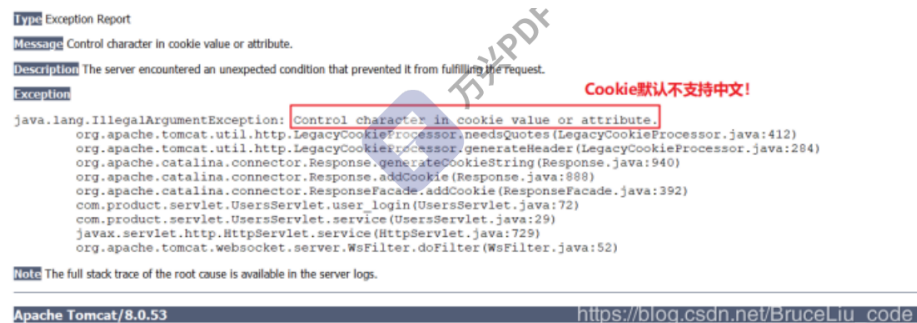 Type Exception Report
Message Control character in cookie value or attribute.
Description The server encountered an unexpected condition that prevented it from fulfilling the request.
Cookie默认不支持中文!
Exception
java.lang.IllegalArgumentException: Control character in cookie value or attribute.
org.apache.tomcat.util.http.LegacyCookieProcessor.needsQuotes(LegacyCookieProcessor.java:412)
org.apache.tomcat.util.http.LegacyCookieProcessor.generateHeader(LegacyCookieProcessor.java:284)
org.apache.catalina.connector.Response.generateCookieString(Response.java:940)
org.apache.catalina.connector.Response.addCookie(Response.java:888)
org.apache.catalina.connector.ResponseFacade.addCookie(ResponseFacade.java:392)
com.product.servlet.UsersServlet.user_login(UsersServlet.java:72)
com.product.servlet.UsersServlet.service(UsersServlet.java:29)
javax.servlet.http.HttpServlet.service(HttpServlet.java:729)
org.apache.tomcat.websocket.server.WsFilter.doFilter(WsFilter.java:52)
Note The full stack trace of the root cause is available in the server logs.
Apache Tomcat/8.0.53
https://blog.csdn.net/BruceLiu_code
万兴PDF